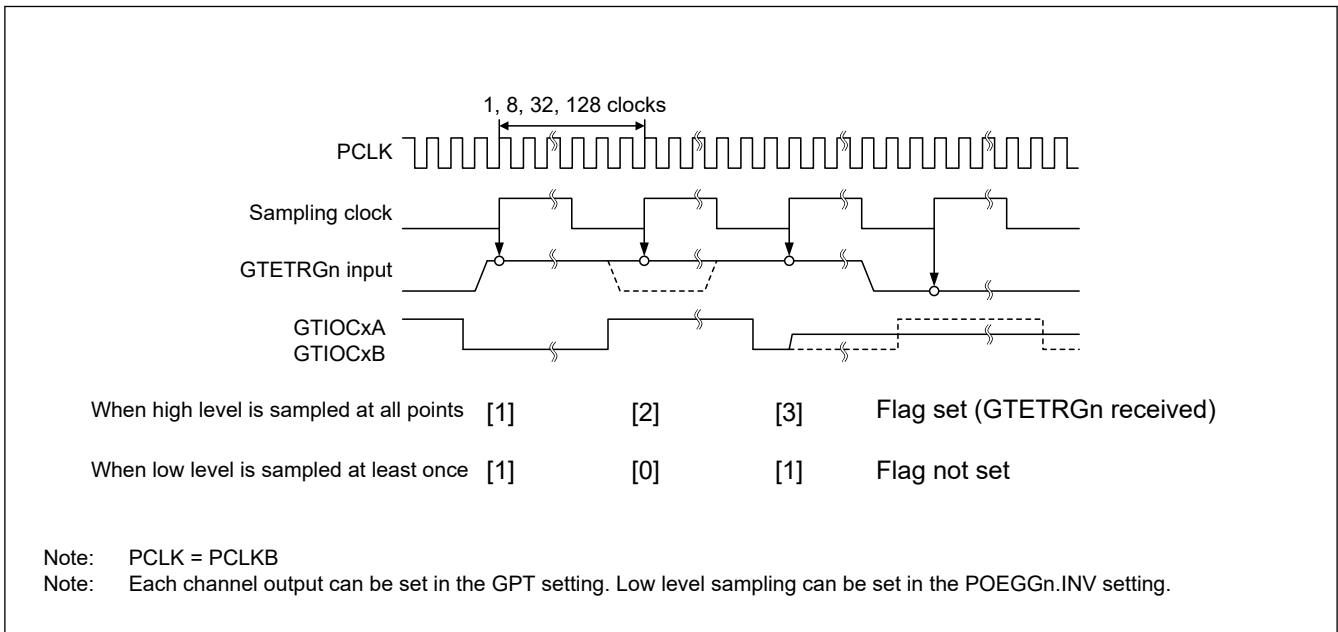 1, 8, 32, 128 clocks
PCLK
Sampling clock
GTETRGn input
GTIOCxA
GTIOCxB
When high level is sampled at all points [1] [2] [3] Flag set (GTETRGn received)
When low level is sampled at least once [1] [0] [1] Flag not set
Note: PCLK = PCLKB
Note: Each channel output can be set in the GPT setting. Low level sampling can be set in the POEGGn.INV setting.